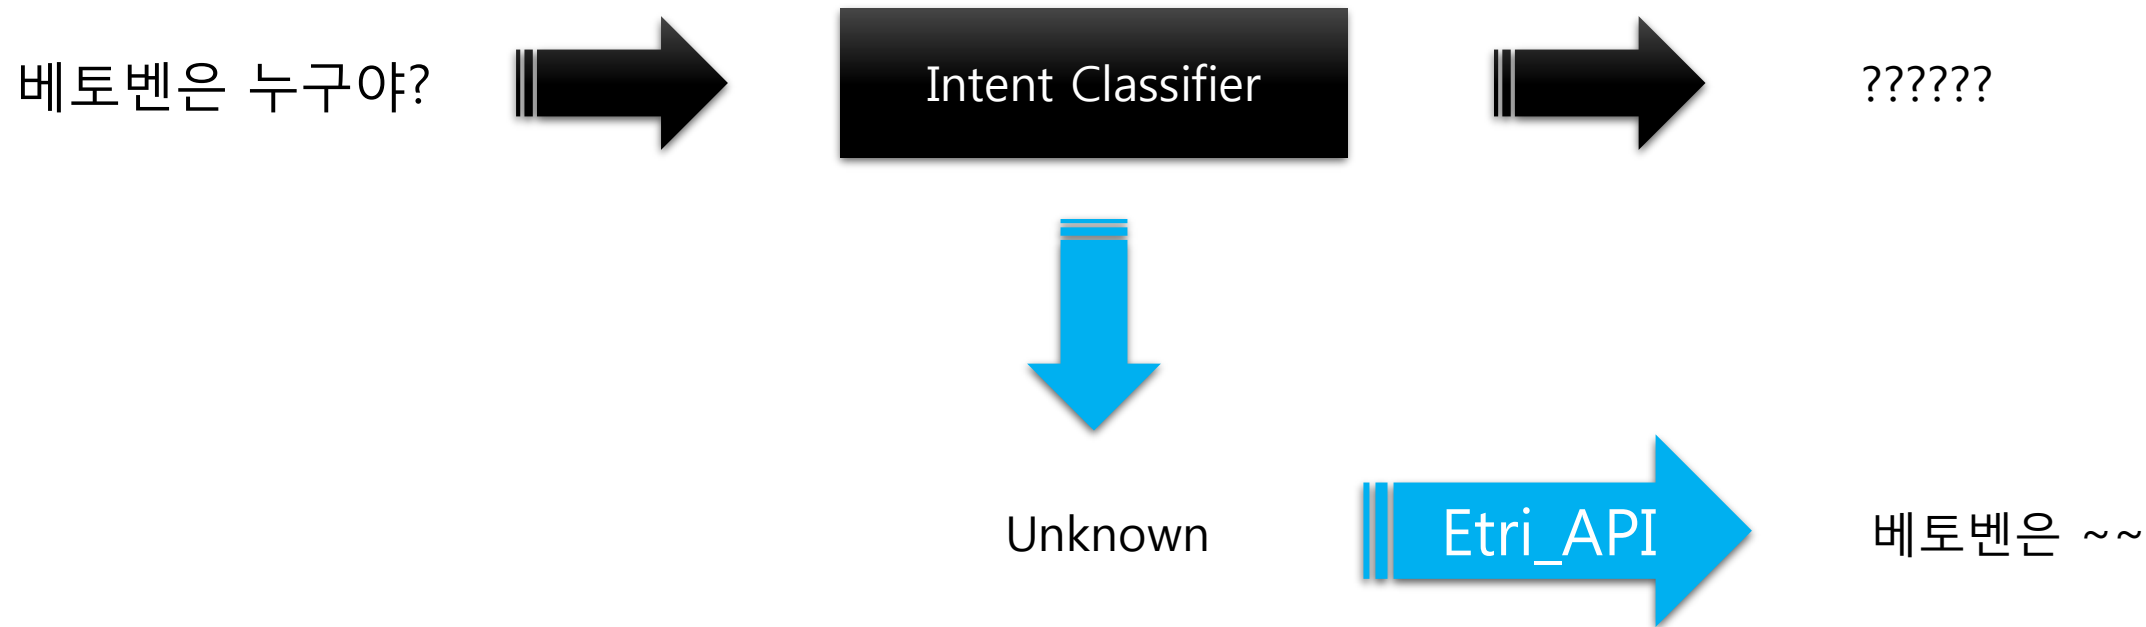 베토벤은 누구야?
Intent Classifier
??????
Unknown
Etri_API
베토벤은 ~~